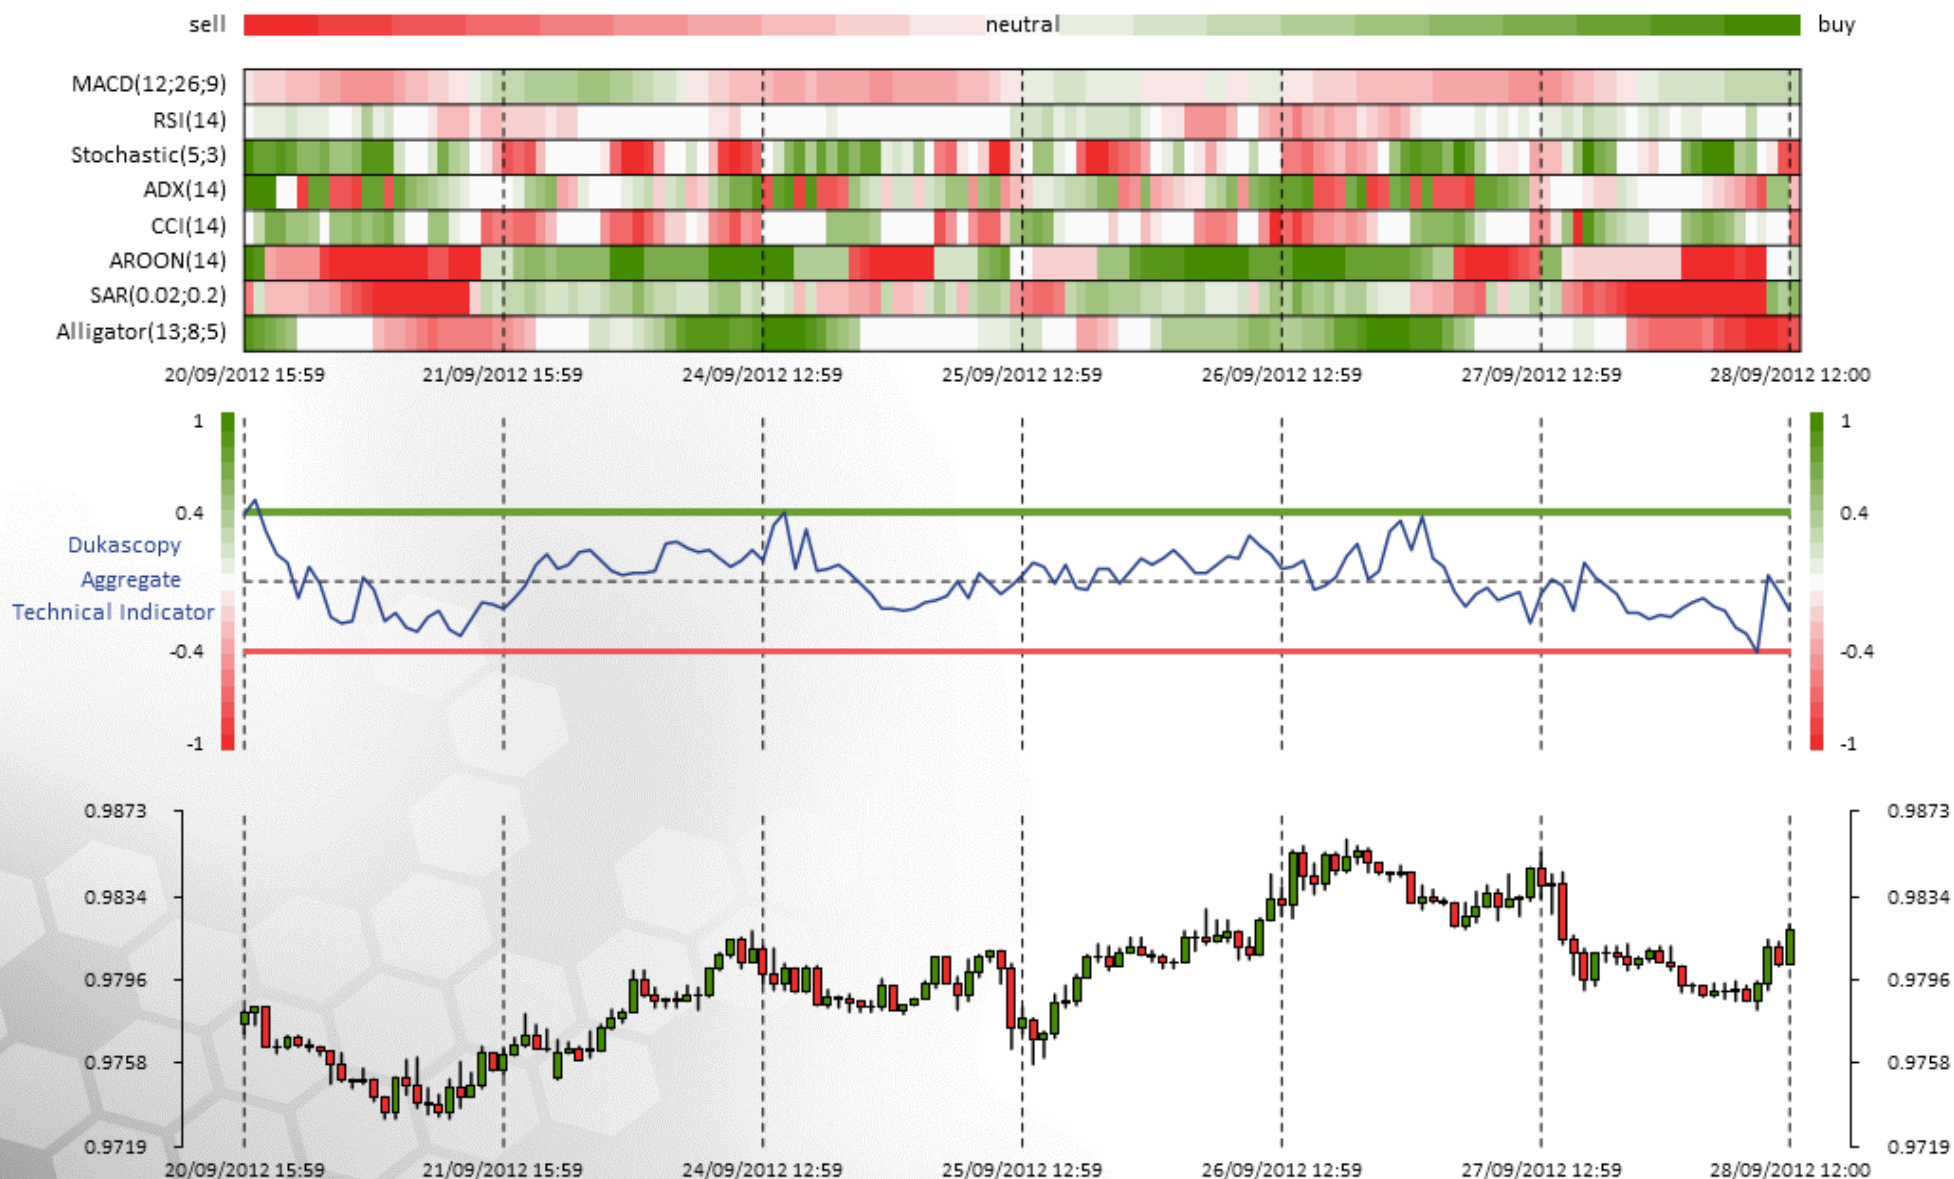 sell neutral buy
MACD(12;26;9)
RSI(14)
Stochastic(5;3)
ADX(14)
CCI(14)
AROON(14)
SAR(0.02;0.2)
Alligator(13;8;5)
20/09/2012 15:59 21/09/2012 15:59 24/09/2012 12:59 25/09/2012 12:59 26/09/2012 12:59 27/09/2012 12:59 28/09/2012 12:00
1 1
0.4 0.4
Dukascopy
Aggregate
Technical Indicator
-0.4 -0.4
-1 -1
0.9873 0.9873
0.9834 0.9834
0.9796 0.9796
0.9758 0.9758
0.9719 0.9719
20/09/2012 15:59 21/09/2012 15:59 24/09/2012 12:59 25/09/2012 12:59 26/09/2012 12:59 27/09/2012 12:59 28/09/2012 12:00